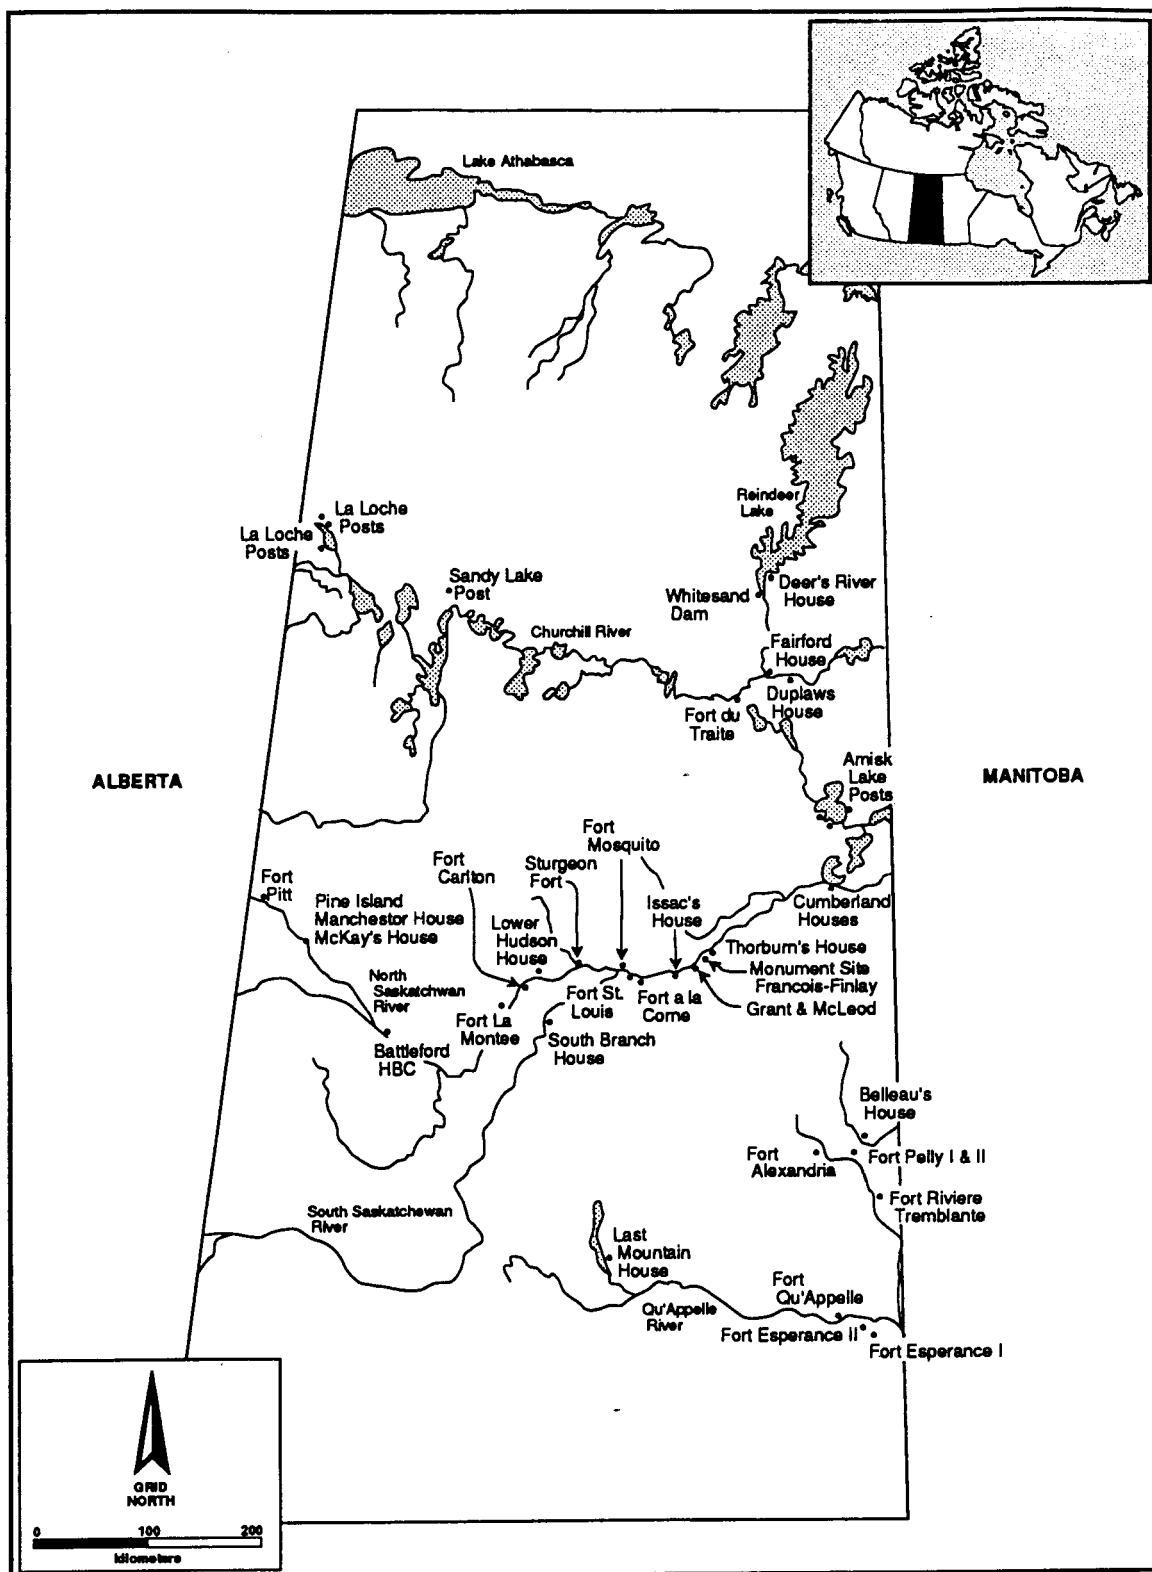 Lake Athabasca
Reindeer
Lake
La Loche
Posts
La Loche
Posts
Sandy Lake
Post
Whitesand
Dam
Deer's River
House
Churchill River
Fairford
House
Duplaws
House
Fort du
Traite
ALBERTA
MANITOBA
Amisk
Lake
Posts
Fort
Mosquito
Fort
Carlton
Sturgeon
Fort
Issac's
House
Fort
Pitt
Pine Island
Manchestor House
McKay's House
Lower
Hudson
House
Cumberland
Houses
Thorburn's House
Monument Site
Francois-Finlay
Grant & McLeod
North
Saskatchwan
River
Fort La
Montee
Fort St.
Louis
Fort a la
Corne
Battleford
HBC
South Branch
House
Belleau's
House
Fort
Alexandria
Fort Pelly I & II
Fort Riviere
Tremblante
South Saskatchewan
River
Last
Mountain
House
Fort
Qu'Appelle
Qu'Appelle
River
Fort Esperance II
Fort Esperance I
GRID
NORTH
0 100 200
kilometers